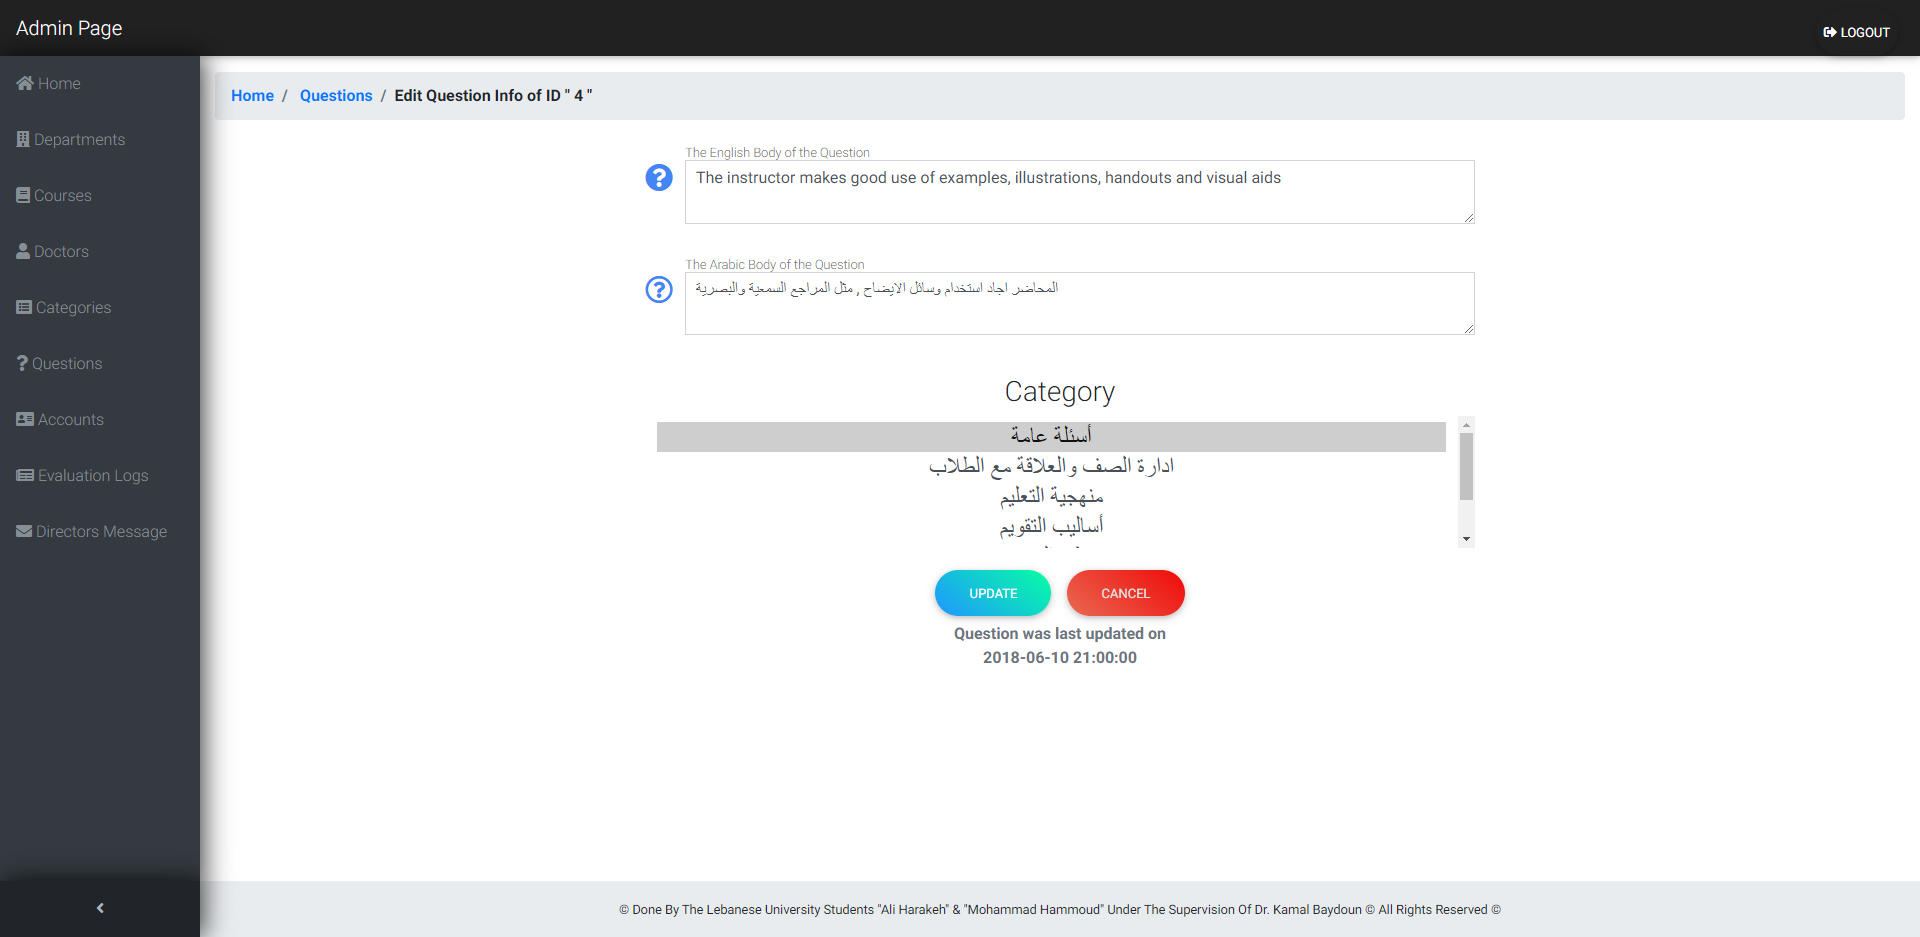 Admin Page
LOGOUT
Home
Departments
Courses
Doctors
Categories
Questions
Accounts
Evaluation Logs
Directors Message
Home / Questions / Edit Question Info of ID " 4 "
The English Body of the Question
The instructor makes good use of examples, illustrations, handouts and visual aids
The Arabic Body of the Question
المحاضر اجاد استخدام وسائل الايضاح , مثل المراجع السمعية والبصرية
Category
أسئلة عامة
ادارة الصف والعلاقة مع الطلاب
منهجية التعليم
أساليب التقويم
UPDATE
CANCEL
Question was last updated on
2018-06-10 21:00:00
© Done By The Lebanese University Students "Ali Harakeh" & "Mohammad Hammoud" Under The Supervision Of Dr. Kamal Baydoun © All Rights Reserved ©